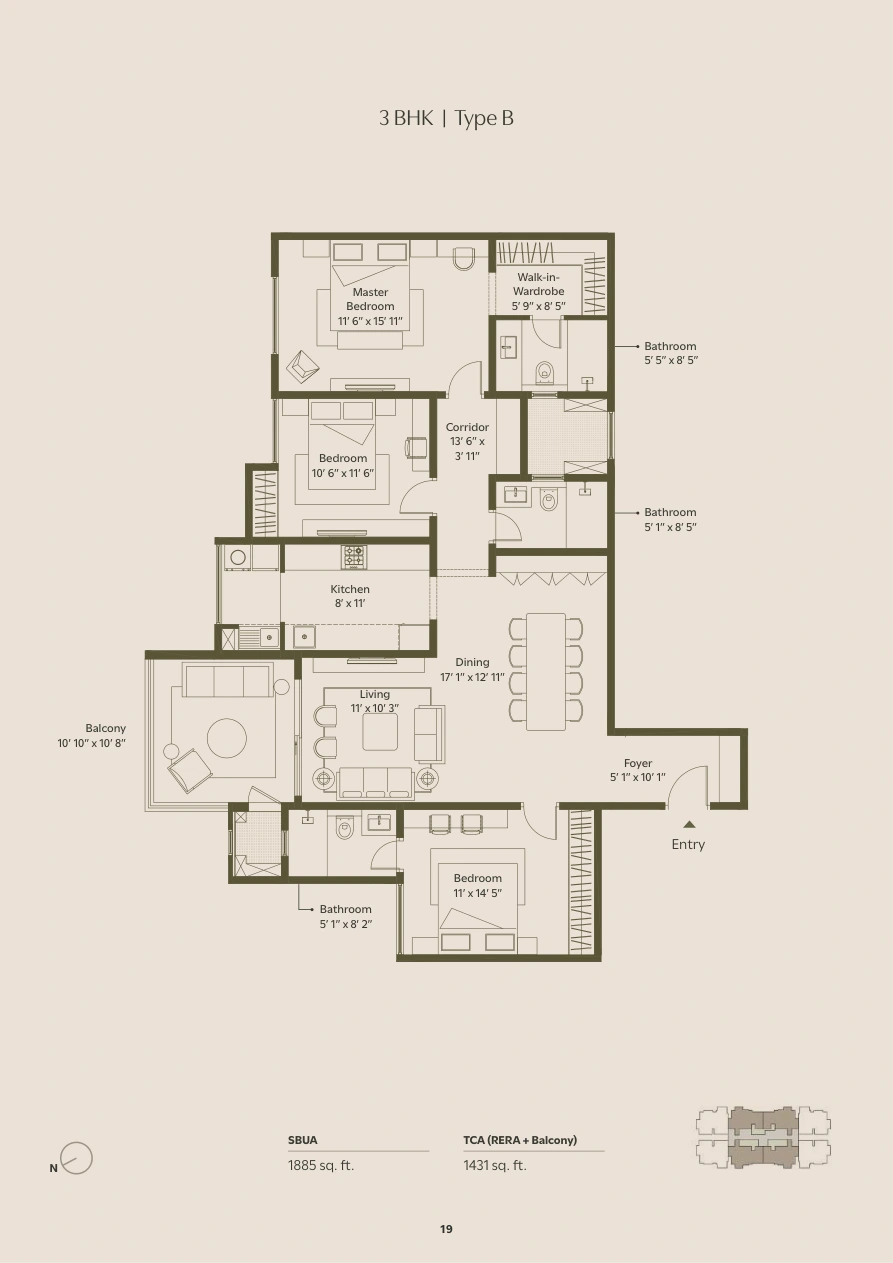 3 BHK | Type B
Master
Bedroom
11’ 6” x 15’ 11”
Walk-in-
Wardrobe
5’ 9” x 8’ 5”
Bathroom
5’ 5” x 8’ 5”
Corridor
13’ 6” x
3’ 11”
Bedroom
10’ 6” x 11’ 6”
Bathroom
5’ 1” x 8’ 5”
Kitchen
8’ x 11’
Dining
17’ 1” x 12’ 11”
Living
11’ x 10’ 3”
Balcony
10’ 10” x 10’ 8”
Foyer
5’ 1” x 10’ 1”
Entry
Bedroom
11’ x 14’ 5”
Bathroom
5’ 1” x 8’ 2”
N
SBUA
1885 sq. ft.
TCA (RERA + Balcony)
1431 sq. ft.
19